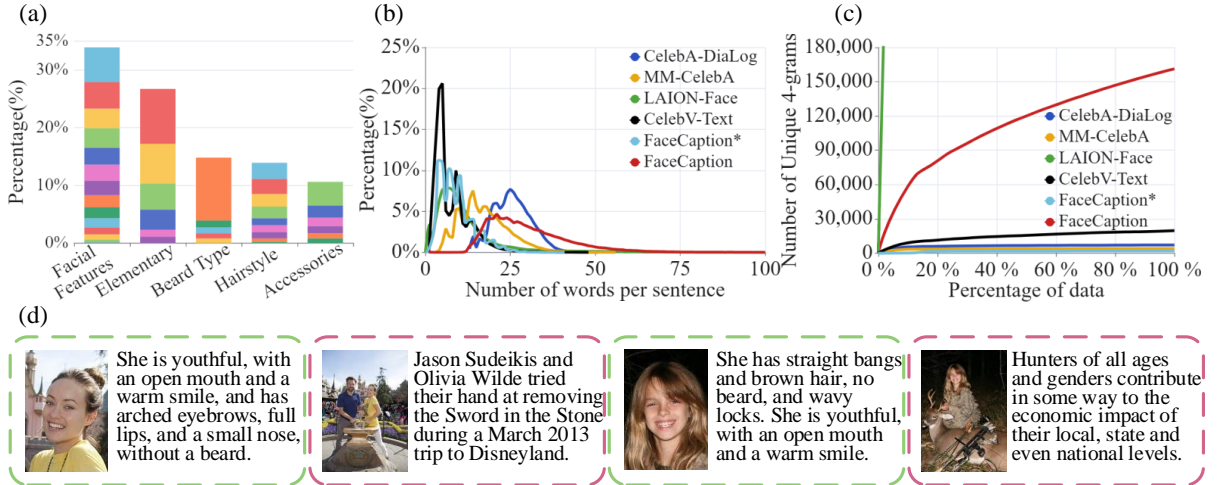 (a)
Percentage(%)
35%
30%
20%
10%
0%
Facial Features
Elementary
Beard Type
Hairstyle
Accessories
(b)
Percentage(%)
25%
20%
15%
10%
5%
0%
0 25 50 75 100
Number of words per sentence
CelebA-DiaLog
MM-CelebA
LAION-Face
CelebV-Text
FaceCaption*
FaceCaption
(c)
Number of Unique 4-grams
180,000
150,000
120,000
90,000
60,000
30,000
0
0 % 20 % 40 % 60 % 80 % 100 %
Percentage of data
CelebA-DiaLog
MM-CelebA
LAION-Face
CelebV-Text
FaceCaption*
FaceCaption
(d)
She is youthful, with
an open mouth and a
warm smile, and has
arched eyebrows, full
lips, and a small nose,
without a beard.
Jason Sudeikis and
Olivia Wilde tried
their hand at removing
the Sword in the Stone
during a March 2013
trip to Disneyland.
She has straight bangs
and brown hair, no
beard, and wavy
locks. She is youthful,
with an open mouth
and a warm smile.
Hunters of all ages
and genders contribute
in some way to the
economic impact of
their local, state and
even national levels.